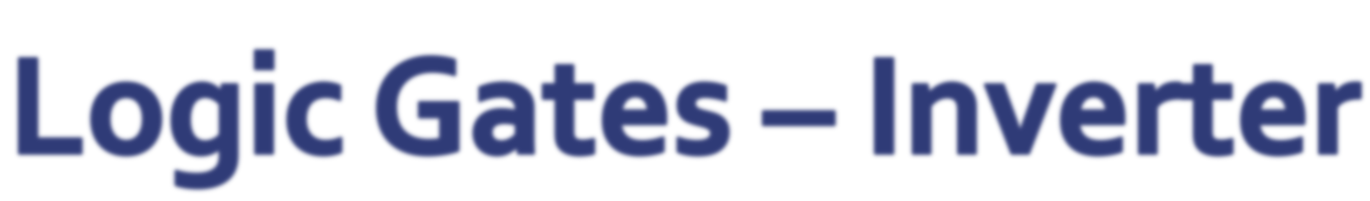 Logic Gates – Inverter